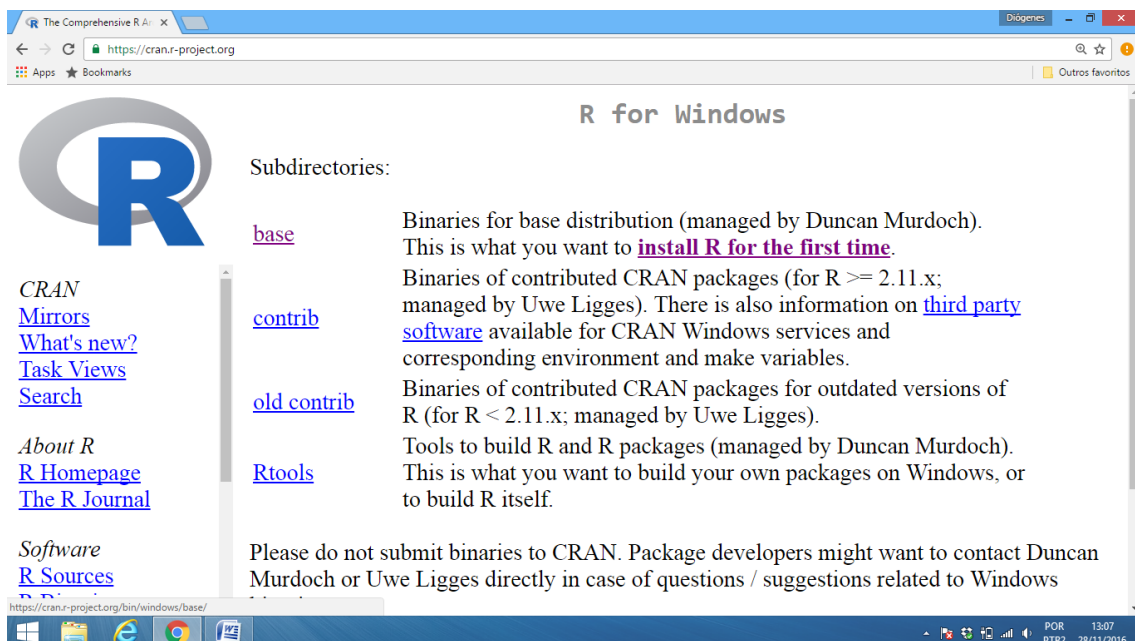 The Comprehensive R Ar
Diógenes
https://cran.r-project.org
Apps
Bookmarks
Outros favoritos
R
CRAN
Mirrors
What's new?
Task Views
Search
About R
R Homepage
The R Journal
Software
R Sources
R for Windows
Subdirectories:
base
Binaries for base distribution (managed by Duncan Murdoch).
This is what you want to install R for the first time.
contrib
Binaries of contributed CRAN packages (for R >= 2.11.x;
managed by Uwe Ligges). There is also information on third party
software available for CRAN Windows services and
corresponding environment and make variables.
old contrib
Binaries of contributed CRAN packages for outdated versions of
R (for R < 2.11.x; managed by Uwe Ligges).
Rtools
Tools to build R and R packages (managed by Duncan Murdoch).
This is what you want to build your own packages on Windows, or
to build R itself.
Please do not submit binaries to CRAN. Package developers might want to contact Duncan
Murdoch or Uwe Ligges directly in case of questions / suggestions related to Windows
https://cran.r-project.org/bin/windows/base/
POR
13:07
PTB2
28/11/2016